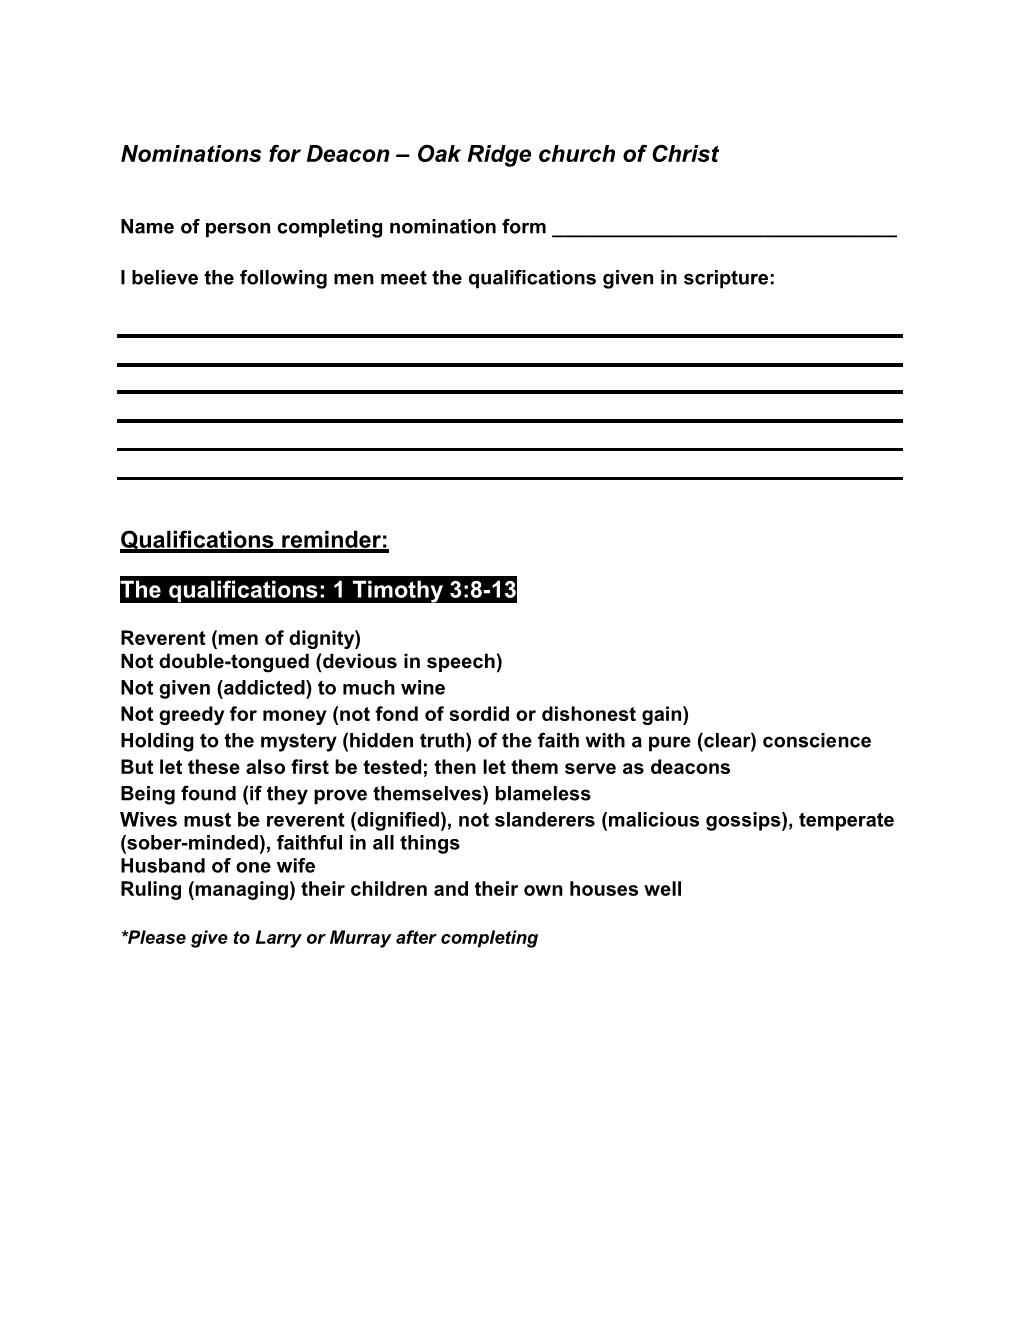 Nominations for Deacon – Oak Ridge church of Christ
Name of person completing nomination form _______________________________
I believe the following men meet the qualifications given in scripture:
Qualifications reminder:
The qualifications: 1 Timothy 3:8-13
Reverent (men of dignity)
Not double-tongued (devious in speech)
Not given (addicted) to much wine
Not greedy for money (not fond of sordid or dishonest gain)
Holding to the mystery (hidden truth) of the faith with a pure (clear) conscience
But let these also first be tested; then let them serve as deacons
Being found (if they prove themselves) blameless
Wives must be reverent (dignified), not slanderers (malicious gossips), temperate
(sober-minded), faithful in all things
Husband of one wife
Ruling (managing) their children and their own houses well
*Please give to Larry or Murray after completing